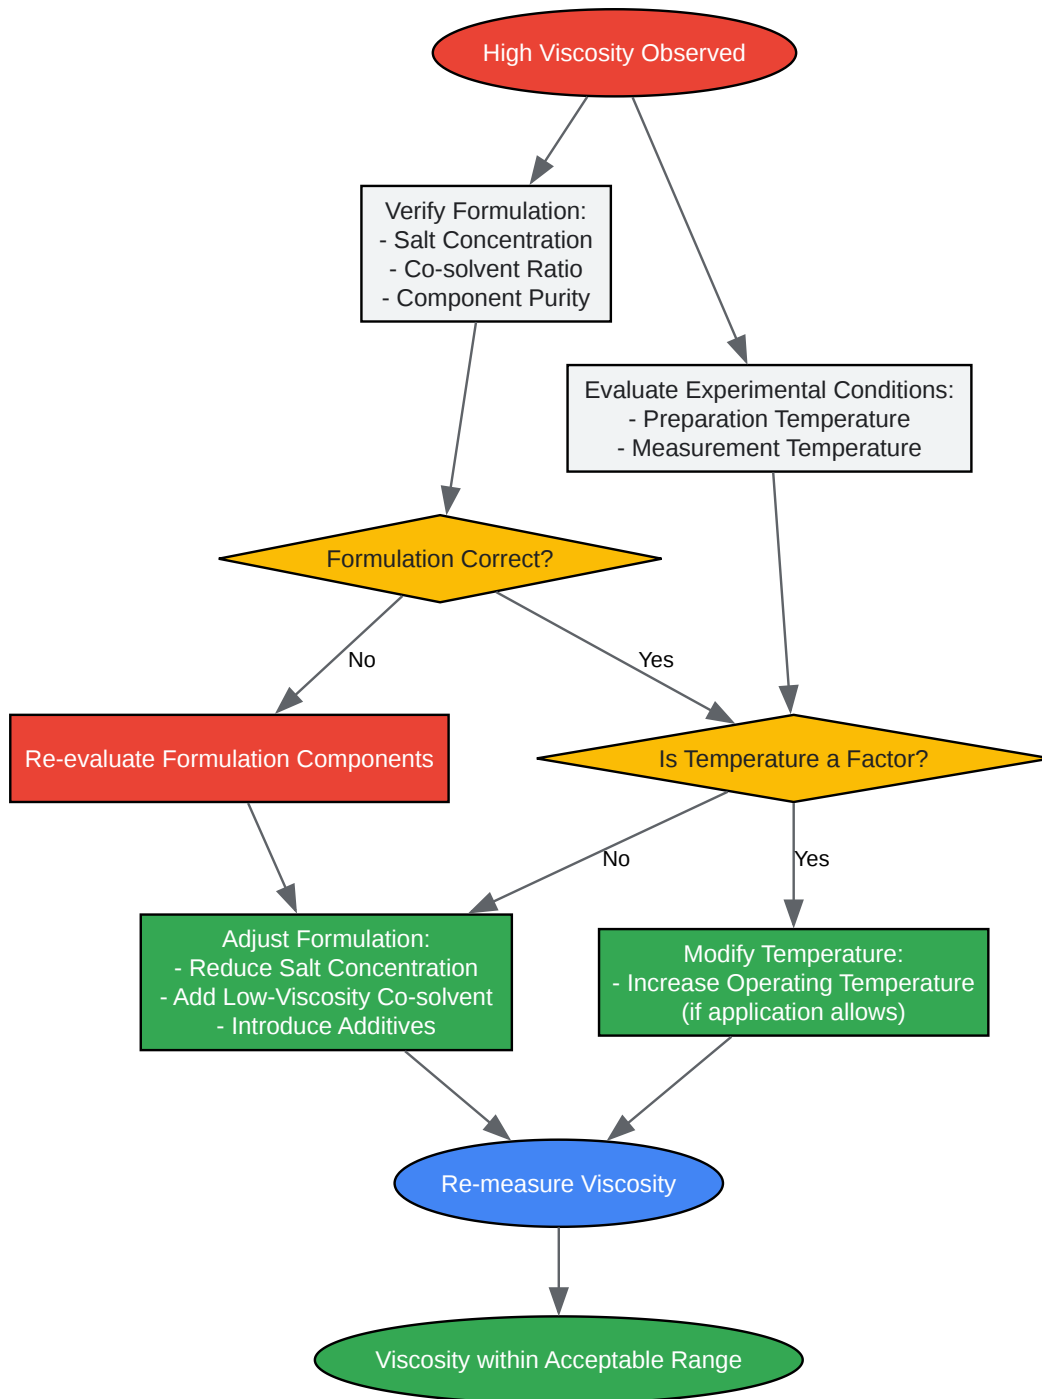 High Viscosity Observed
Verify Formulation:
- Salt Concentration
- Co-solvent Ratio
- Component Purity
Evaluate Experimental Conditions:
- Preparation Temperature
- Measurement Temperature
Formulation Correct?
No
Yes
Re-evaluate Formulation Components
Is Temperature a Factor?
No
Yes
Adjust Formulation:
- Reduce Salt Concentration
- Add Low-Viscosity Co-solvent
- Introduce Additives
Modify Temperature:
- Increase Operating Temperature
(if application allows)
Re-measure Viscosity
Viscosity within Acceptable Range